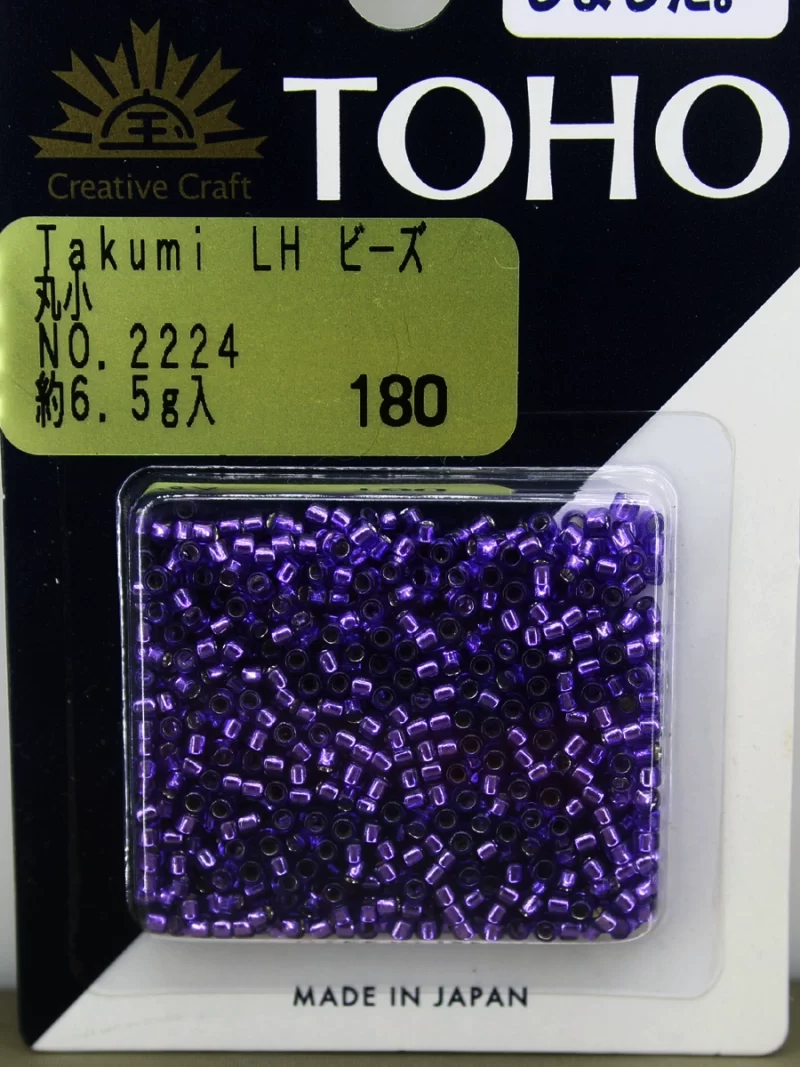 玉
Creative Craft
TOHO
Takumi LH ビーズ
丸小
NO. 2224
約6.5g入 180
MADE IN JAPAN